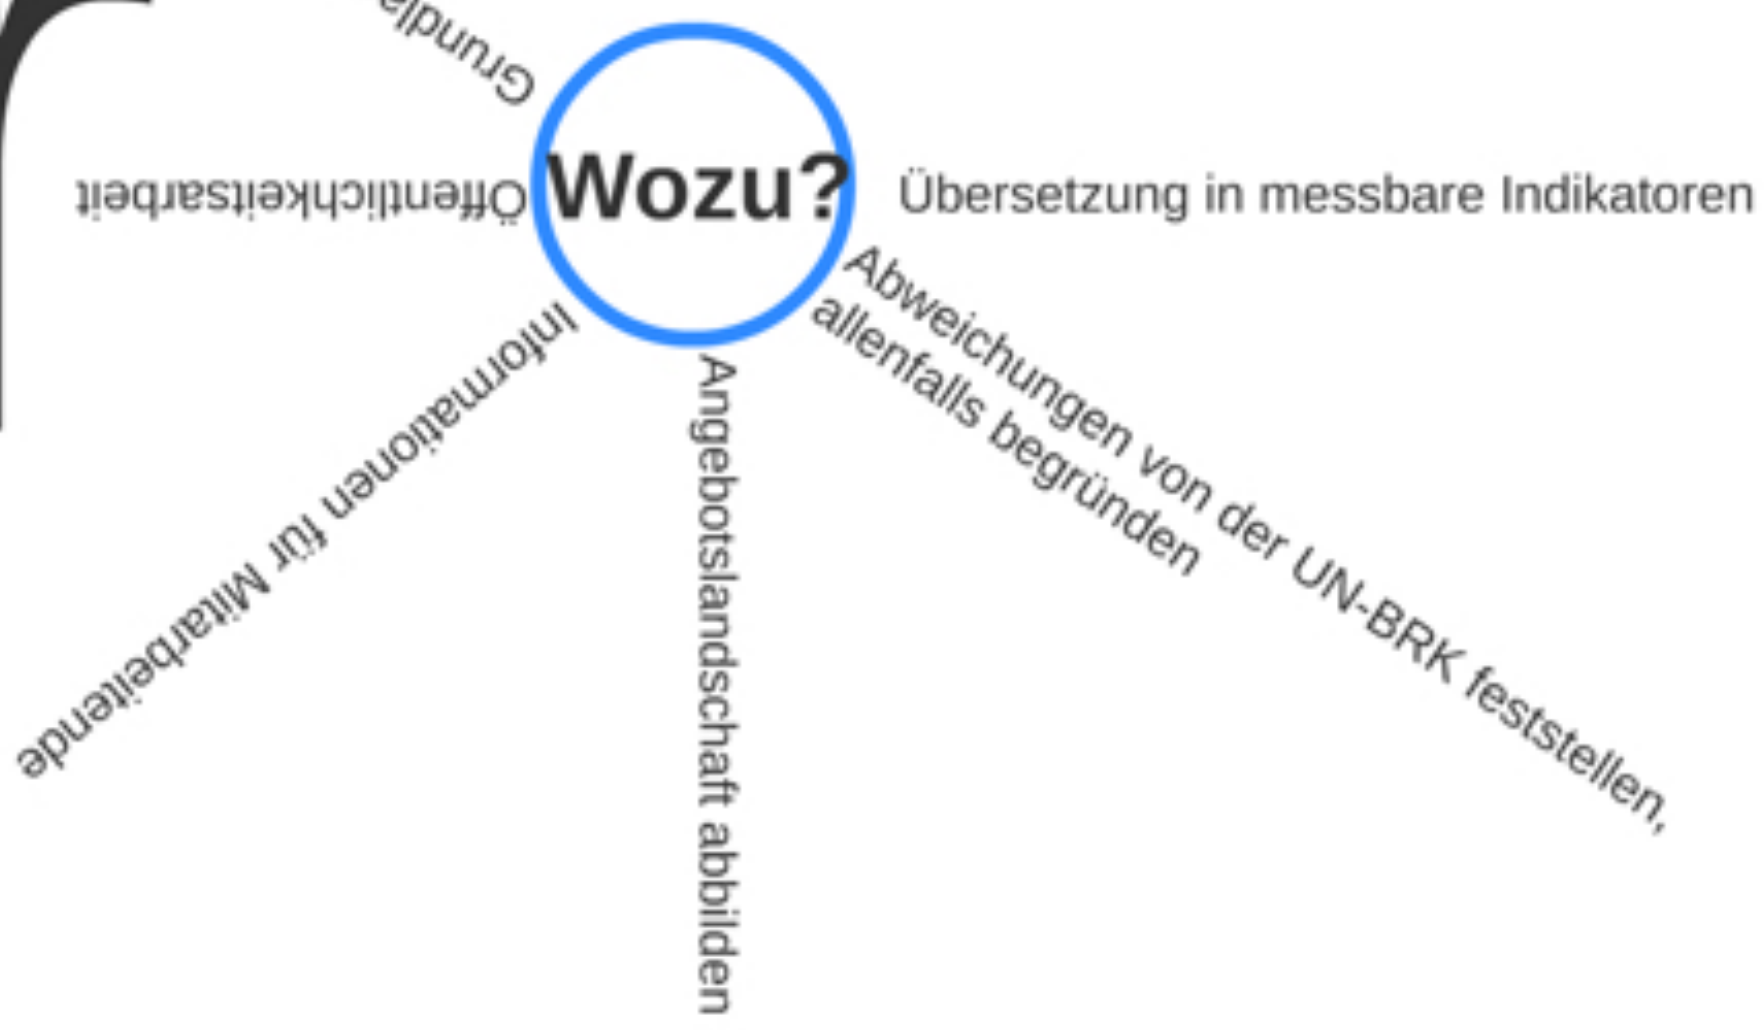 Wozu?
Übersetzung in messbare Indikatoren
Abweichungen von der UN-BRK feststellen,
allenfalls begründen
Angebotslandschaft abbilden
Informationen für Mitarbeitende
Öffentlichkeitsarbeit